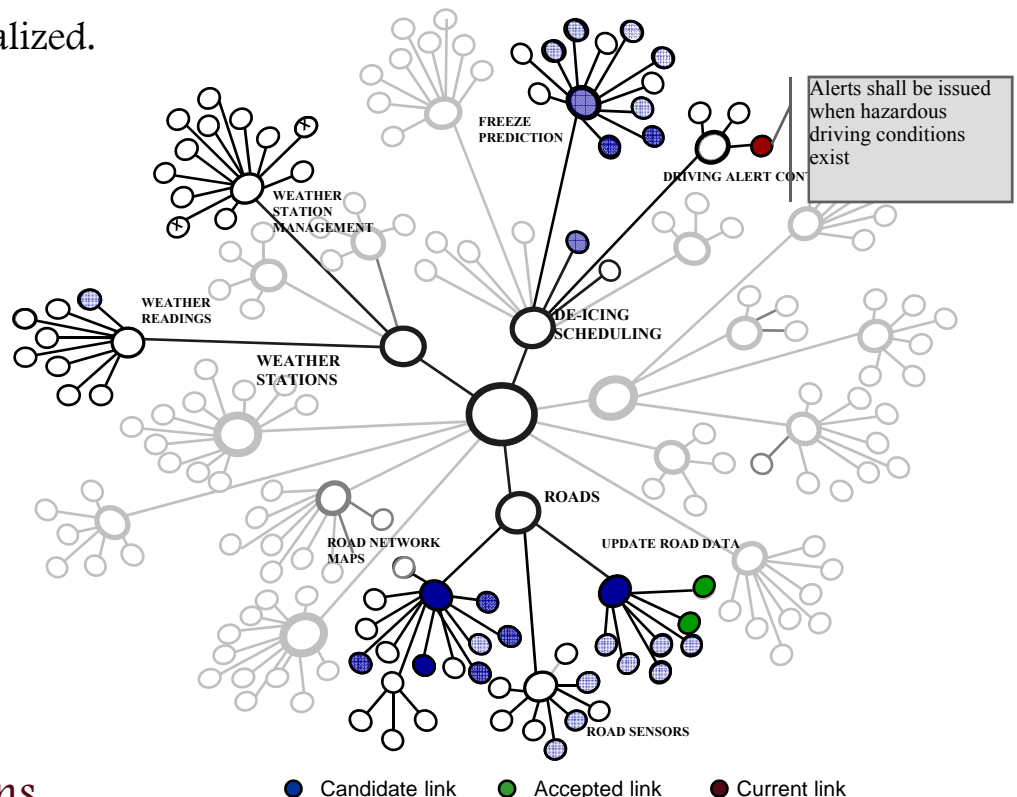 alized.
FREEZE
PREDICTION
Alerts shall be issued
when hazardous
driving conditions
exist
DRIVING ALERT CON
WEATHER
STATION
MANAGEMENT
WEATHER
READINGS
DE-ICING
SCHEDULING
WEATHER
STATIONS
ROADS
ROAD NETWORK
MAPS
UPDATE ROAD DATA
ROAD SENSORS
ns
Candidate link
Accepted link
Current link